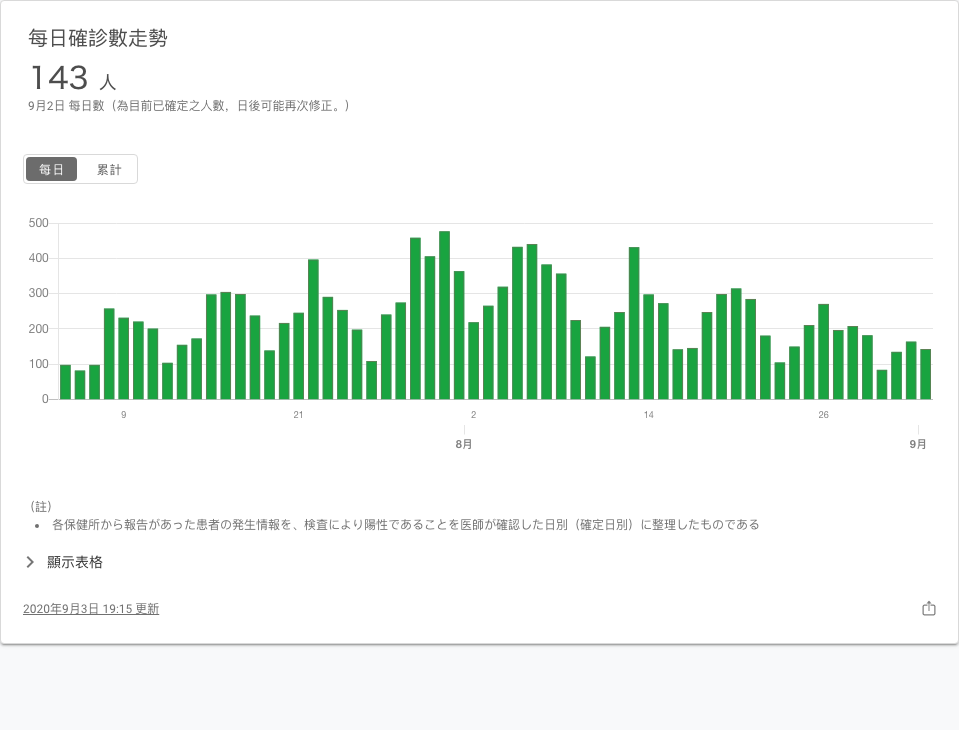 每日確診數走勢
143 人
9月2日 每日數（為目前已確定之人數，日後可能再次修正。）
每日 累計
500
400
300
200
100
0
9 21 2 14 26
8月 9月
（註）
• 各保健所から報告があった患者の発生情報を、検査により陽性であることを医師が確認した日別（確定日別）に整理したものである
顯示表格
2020年9月3日 19:15 更新